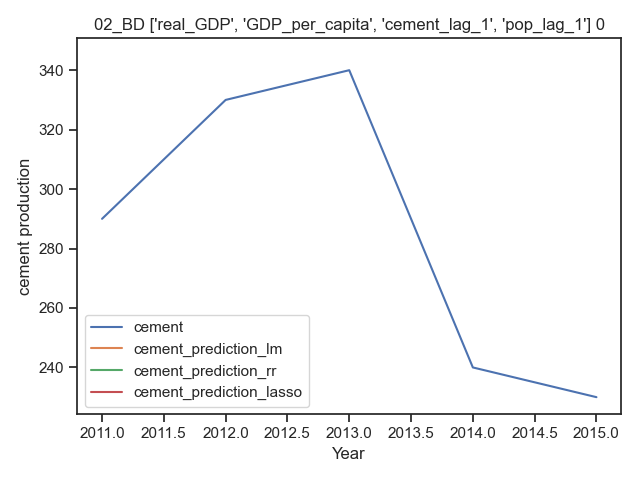 02_BD ['real_GDP', 'GDP_per_capita', 'cement_lag_1', 'pop_lag_1'] 0
cement production
340
320
300
280
260
240
cement
cement_prediction_lm
cement_prediction_rr
cement_prediction_lasso
2011.0 2011.5 2012.0 2012.5 2013.0 2013.5 2014.0 2014.5 2015.0
Year